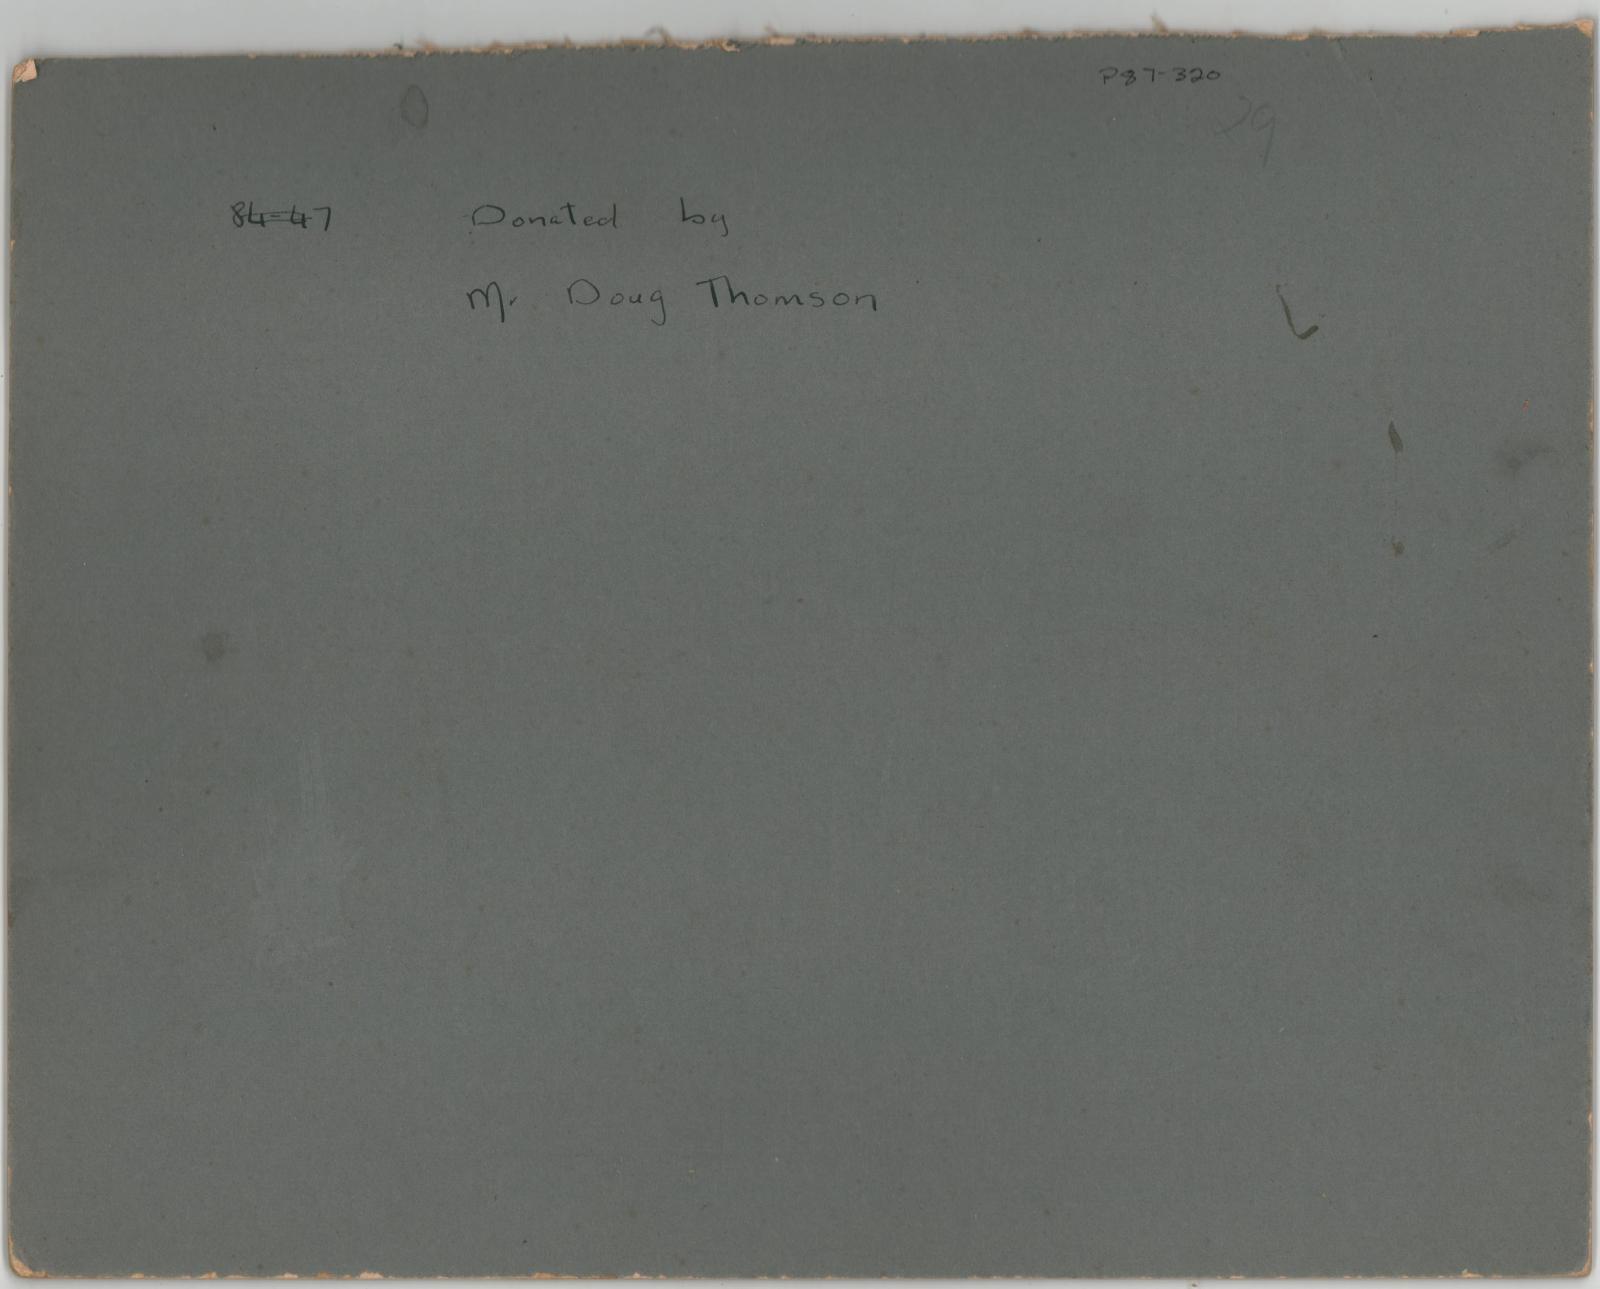 P87-320
29
84-47 Donated by
Mr. Doug Thomson